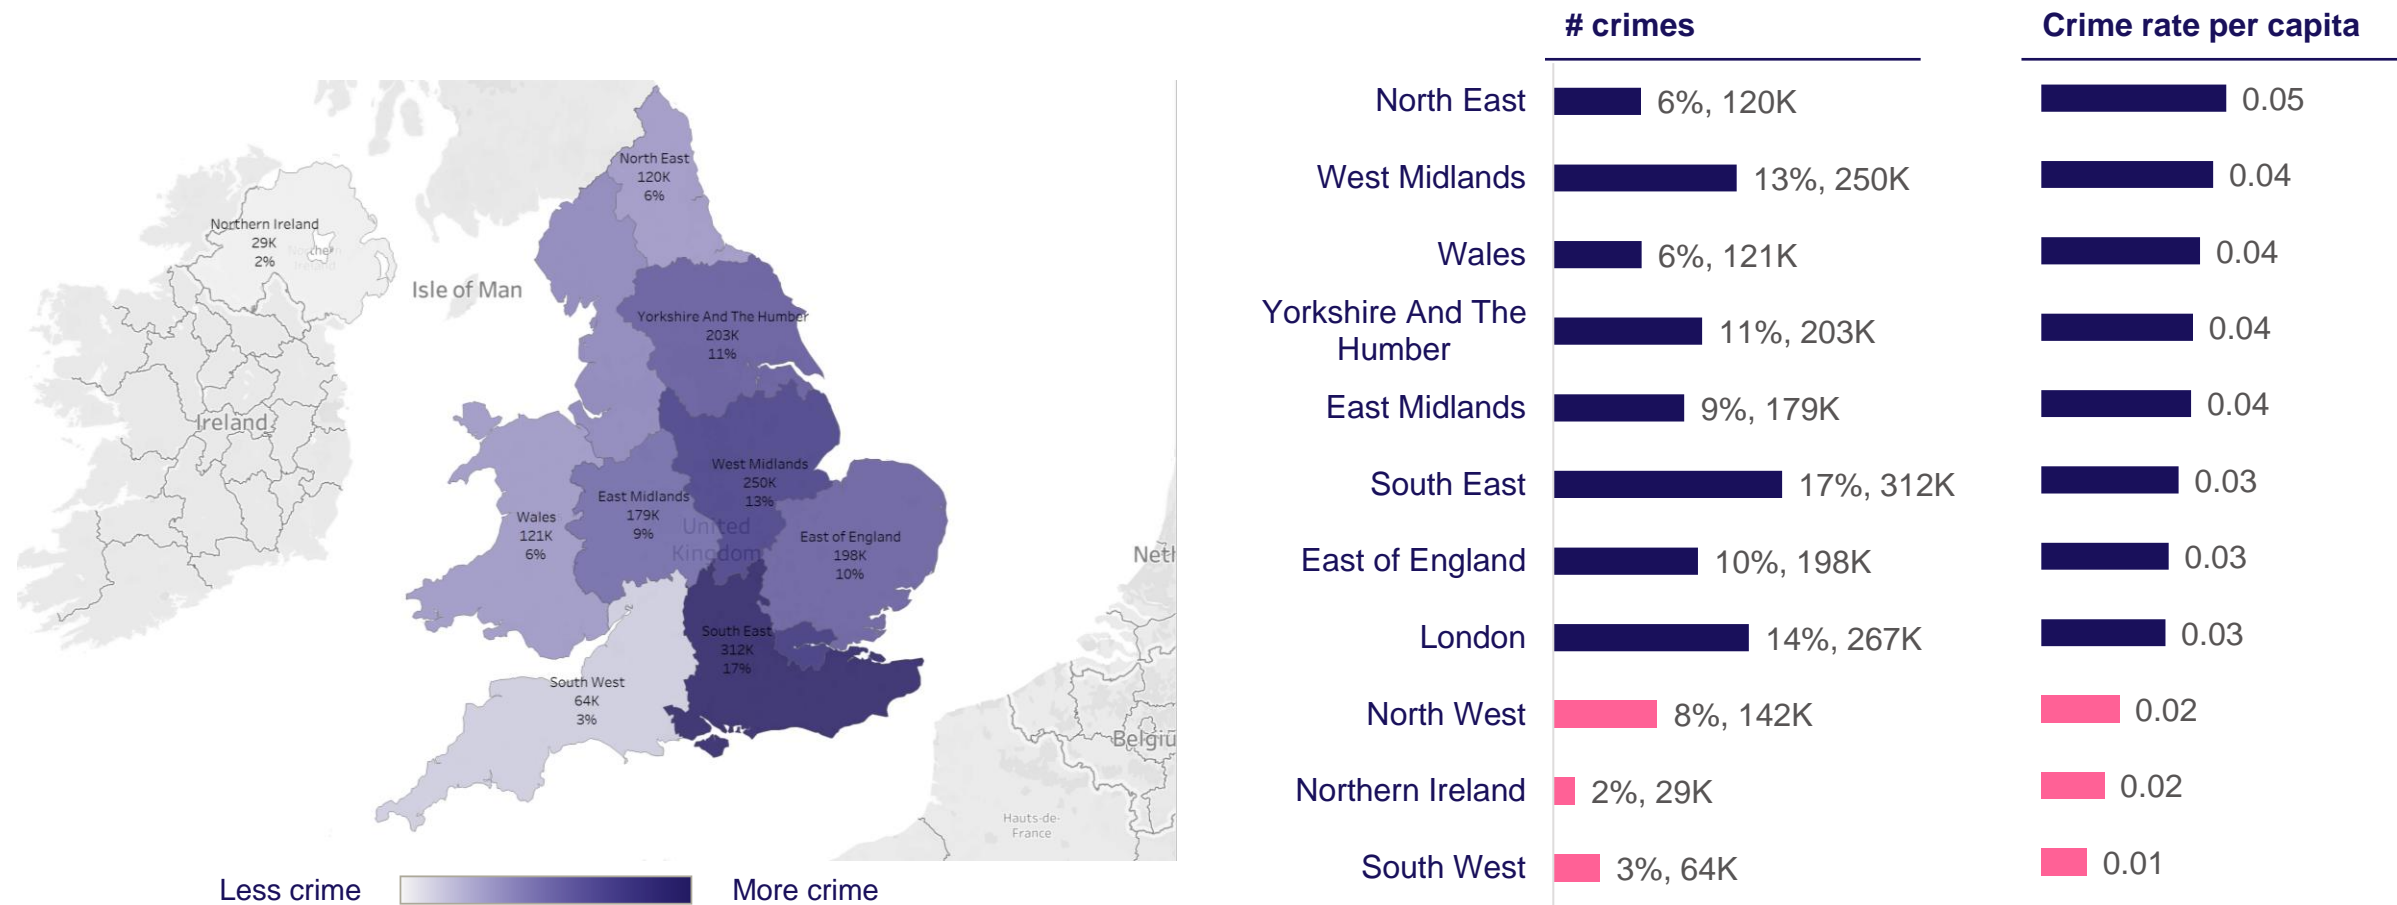 # crimes
Crime rate per capita
North East
6%, 120K
0.05
West Midlands
13%, 250K
0.04
Wales
6%, 121K
0.04
Yorkshire And The
Humber
11%, 203K
0.04
East Midlands
9%, 179K
0.04
South East
17%, 312K
0.03
East of England
10%, 198K
0.03
London
14%, 267K
0.03
North West
8%, 142K
0.02
Northern Ireland
2%, 29K
0.02
South West
3%, 64K
0.01
North East
120K
6%
Northern Ireland
29K
2%
Northern
Ireland
Isle of Man
Yorkshire And The Humber
203K
11%
Ireland
West Midlands
250K
13%
East Midlands
179K
9%
United
Kingdom
Wales
121K
6%
East of England
198K
10%
Neth
South East
312K
17%
South West
64K
3%
Belgiu
Hauts-de-
France
Less crime
More crime